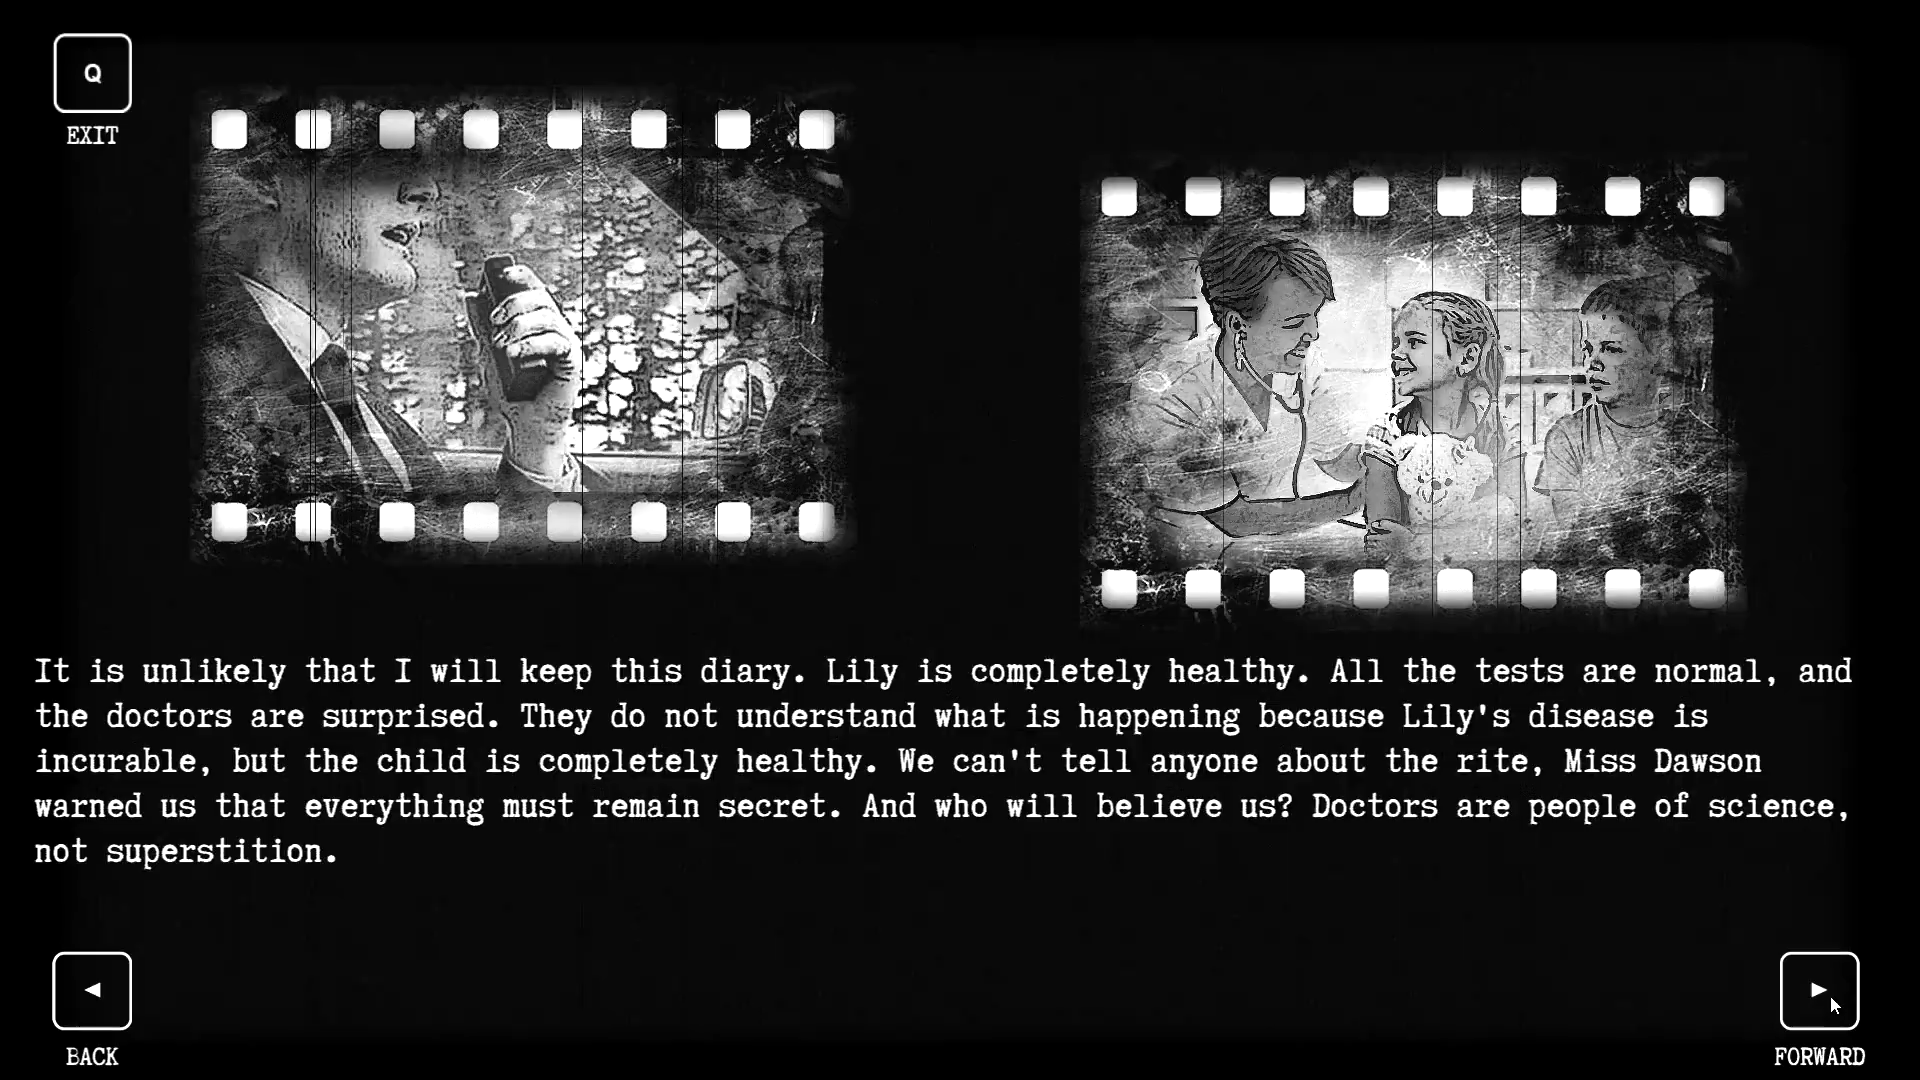 Q
EXIT
It is unlikely that I will keep this diary. Lily is completely healthy. All the tests are normal, and
the doctors are surprised. They do not understand what is happening because Lily's disease is
incurable, but the child is completely healthy. We can't tell anyone about the rite, Miss Dawson
warned us that everything must remain secret. And who will believe us? Doctors are people of science,
not superstition.
BACK
FORWARD